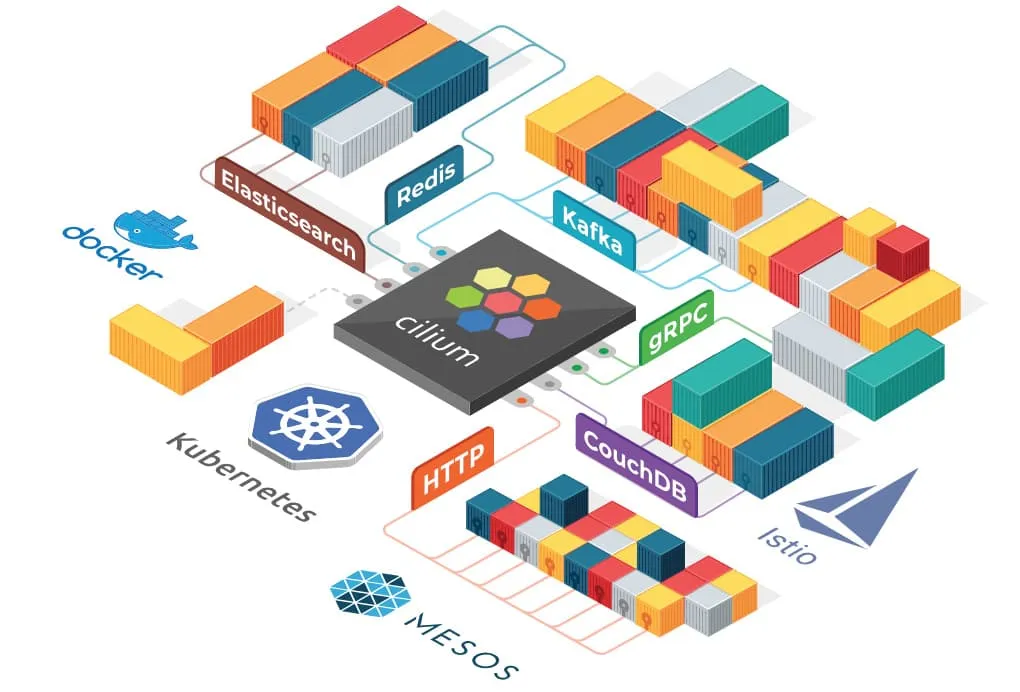 Elasticsearch
Redis
Kafka
docker
cilium
gRPC
Kubernetes
HTTP
CouchDB
Istio
MESOS